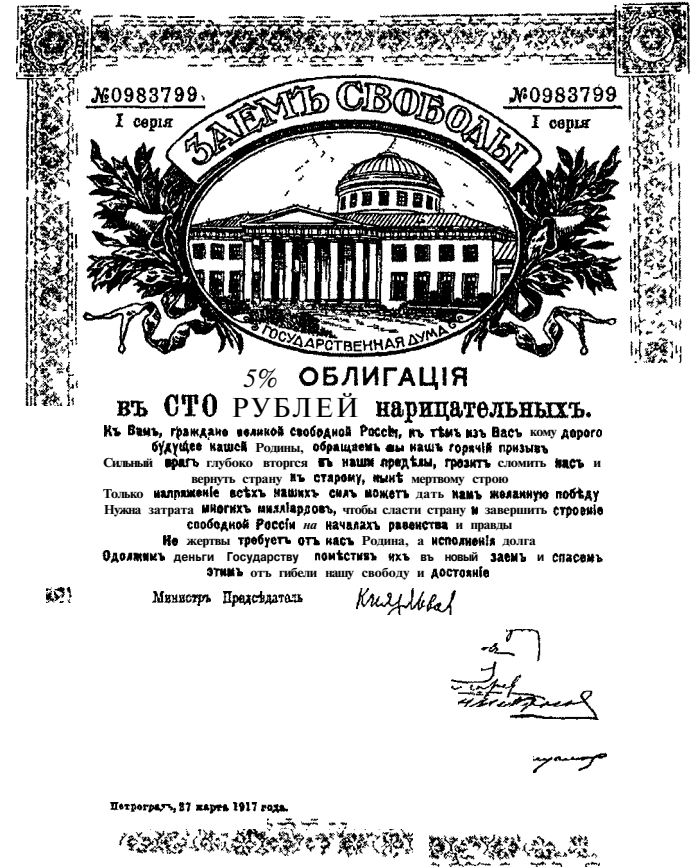 №0983799 №0983799
I серія I серія
ЗАЕМЪ СВОБОДЫ
ГОСУДАРСТВЕННАЯ ДУМА
5% ОБЛИГАЦІЯ
въ СТО РУБЛЕЙ нарицательныхъ.
Къ Вамъ, граждане великой свободной Россіи, къ тѣмъ изъ Васъ кому дорого
будущее нашей Родины, обращаемъ мы нашъ горячій призывъ
Сильный врагъ глубоко вторгся въ наши предѣлы, грозитъ сломить насъ и
вернуть страну къ старому, нынѣ мертвому строю
Только напряженіе всѣхъ нашихъ силъ можетъ дать намъ желанную побѣду
Нужна затрата многихъ милліардовъ, чтобы сласти страну и завершить строеніе
свободной Россіи на началахъ равенства и правды
Не жертвы требуетъ отъ насъ Родина, а исполненія долга
Одолжимъ деньги Государству помѣстивъ ихъ въ новый заемъ и спасемъ
этимъ отъ гибели нашу свободу и достояніе
Министръ Предсѣдатель Кн Львов
Петроградъ, 27 марта 1917 года.